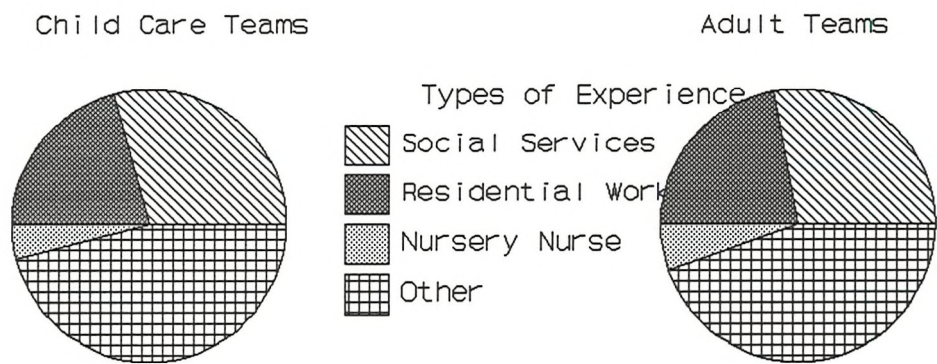 Child Care Teams
Adult Teams
Types of Experience
Social Services
Residential Work
Nursery Nurse
Other